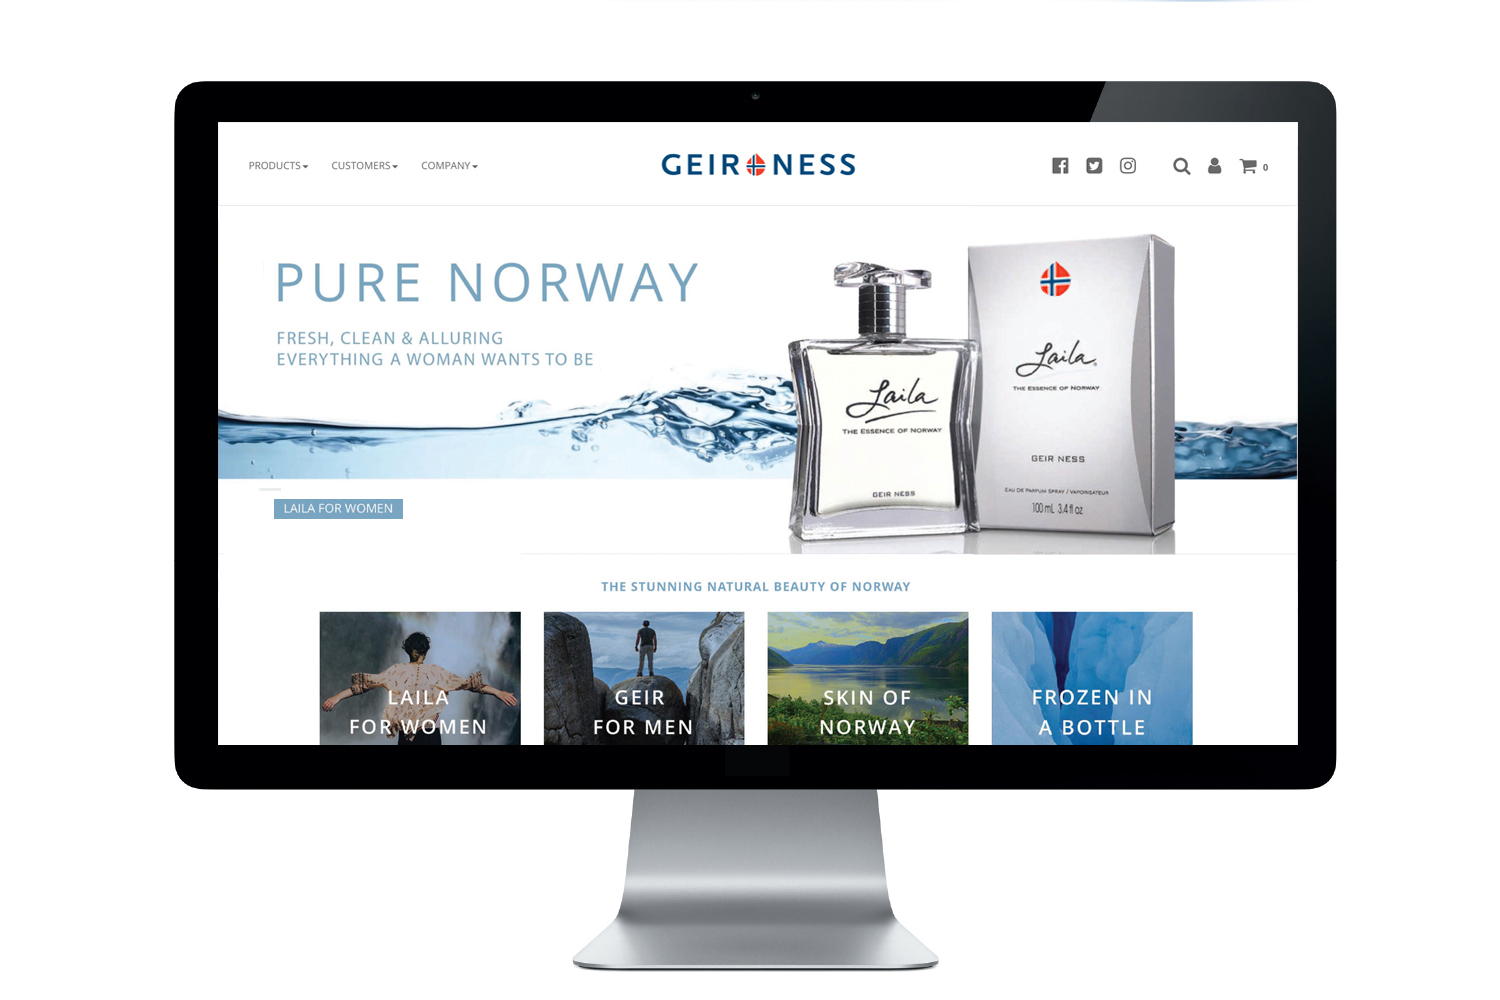 PRODUCTS
CUSTOMERS
COMPANY
GEIR NESS
0
PURE NORWAY
FRESH, CLEAN & ALLURING
EVERYTHING A WOMAN WANTS TO BE
LAILA FOR WOMEN
Laila
THE ESSENCE OF NORWAY
GEIR NESS
Laila®
THE ESSENCE OF NORWAY
GEIR NESS
EAU DE PARFUM SPRAY / VAPORISATEUR
100 mL 3.4 fl oz
THE STUNNING NATURAL BEAUTY OF NORWAY
LAILA
FOR WOMEN
GEIR
FOR MEN
SKIN OF
NORWAY
FROZEN IN
A BOTTLE